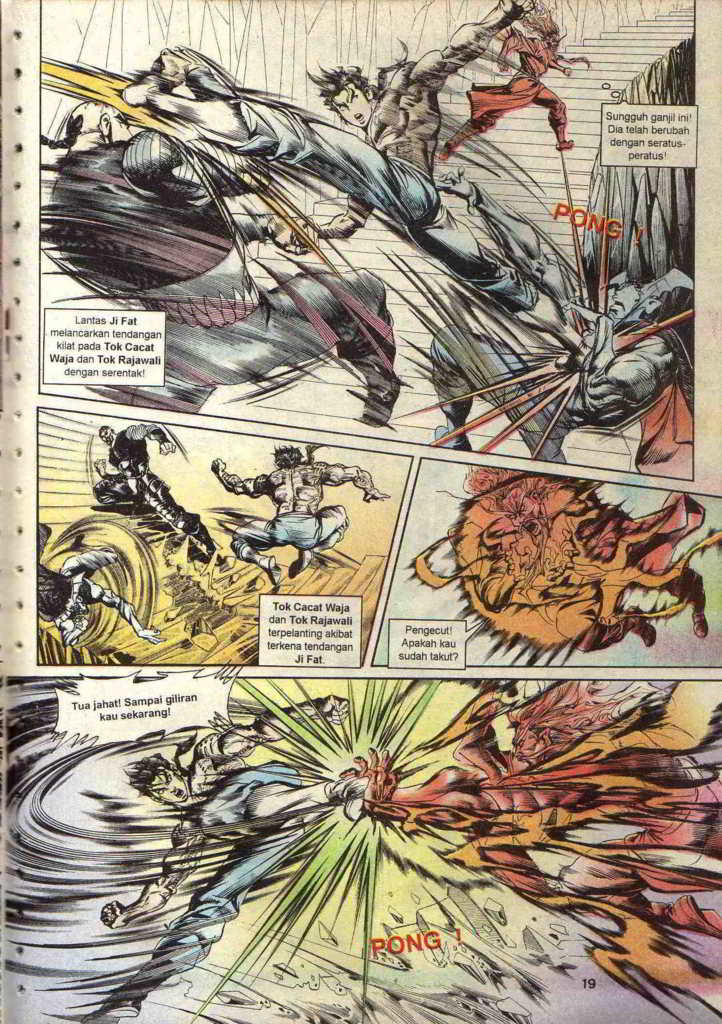 Sungguh ganjil ini!
Dia telah berubah
dengan seratus-
peratus!
PONG !
Lantas Ji Fat
melancarkan tendangan
kilat pada Tok Cacat
Waja dan Tok Rajawali
dengan serentak!
Tok Cacat Waja
dan Tok Rajawali
terpelanting akibat
terkena tendangan
Ji Fat.
Pengecut!
Apakah kau
sudah takut?
Tua jahat! Sampai giliran
kau sekarang!
PONG !
19